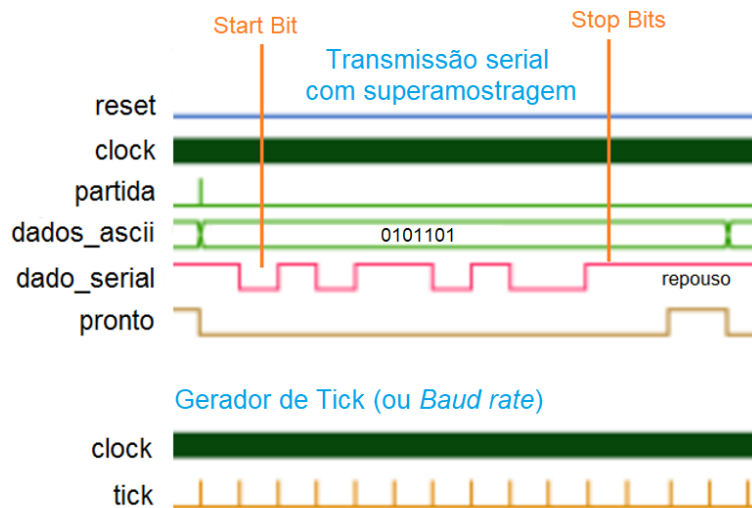 Start Bit
Stop Bits
Transmissão serial
com superamostragem
reset
clock
partida
dados_ascii
0101101
dado_serial
repouso
pronto
Gerador de Tick (ou Baud rate)
clock
tick